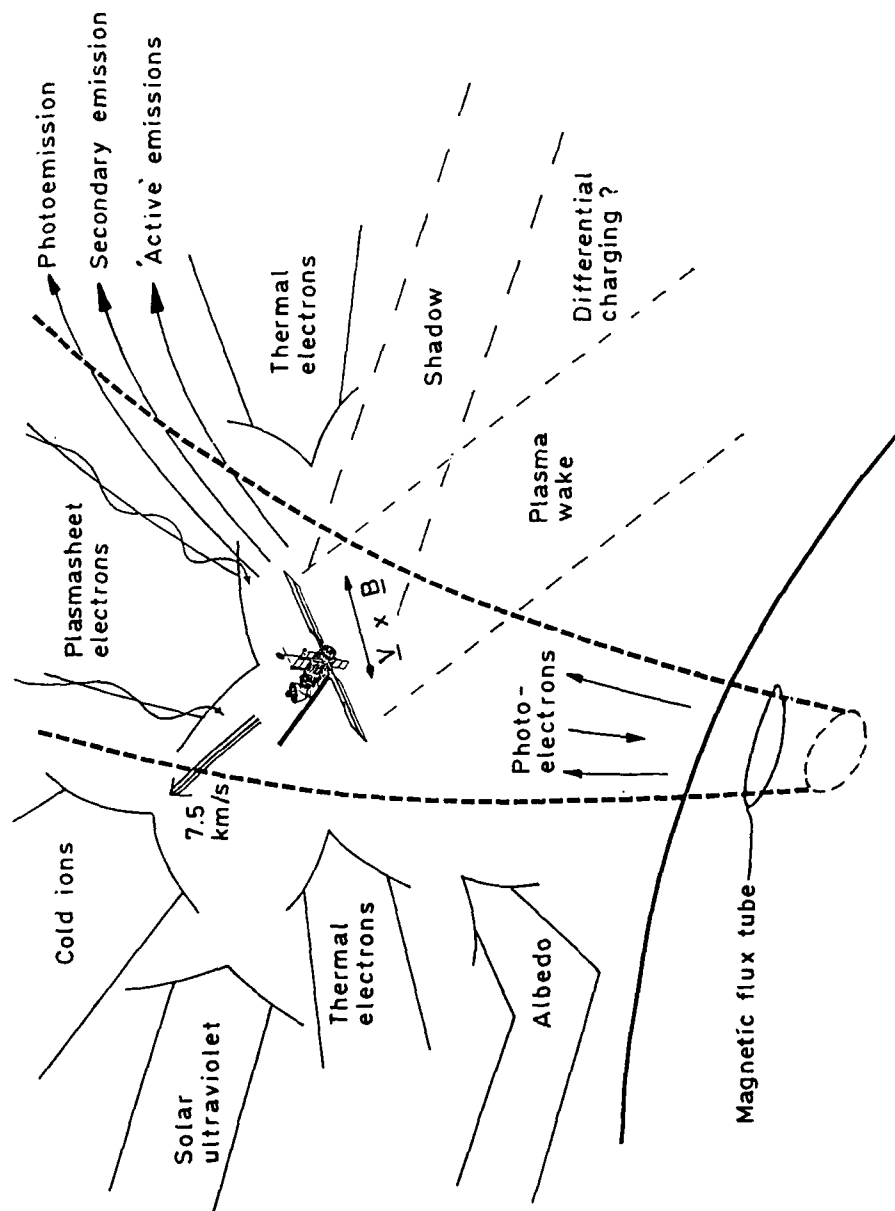 Photoemission
Cold ions
Plasmasheet
electrons
Secondary emission
'Active' emissions
Solar
ultraviolet
7.5
km/s
Thermal
electrons
Thermal
electrons
V x B
Shadow
Plasma
wake
Photo-
electrons
Albedo
Differential
charging ?
Magnetic flux tube